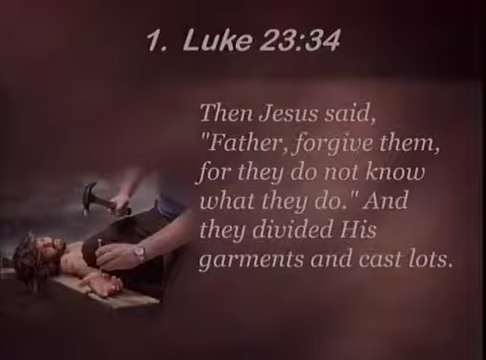 1. Luke 23:34
Then Jesus said,
"Father, forgive them,
for they do not know
what they do." And
they divided His
garments and cast lots.